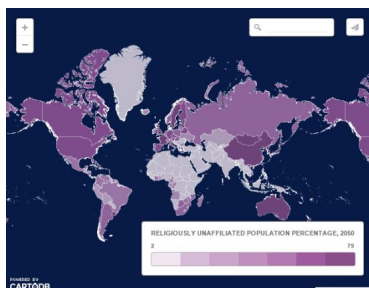 +
−
RELIGIOUSLY UNAFFILIATED POPULATION PERCENTAGE, 2050
2 79
POWERED BY
CARTODB